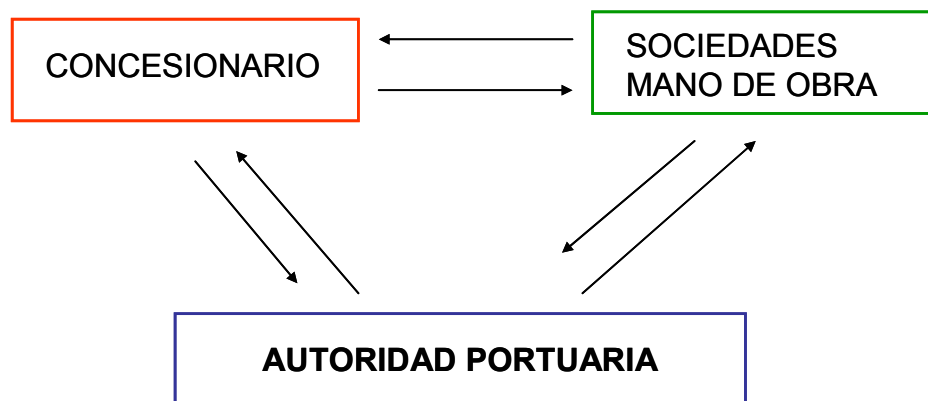 CONCESIONARIO
SOCIEDADES
MANO DE OBRA
AUTORIDAD PORTUARIA